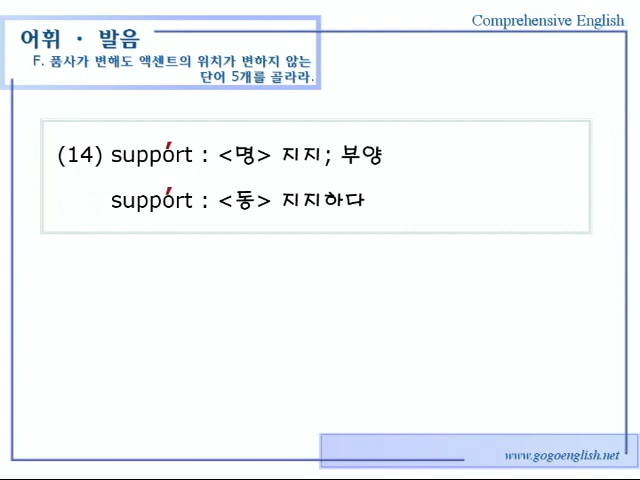 Comprehensive English
어휘 · 발음
F. 품사가 변해도 액센트의 위치가 변하지 않는
단어 5개를 골라라.
(14) suppórt : <명> 지지; 부양
suppórt : <동> 지지하다
www.gogoenglish.net